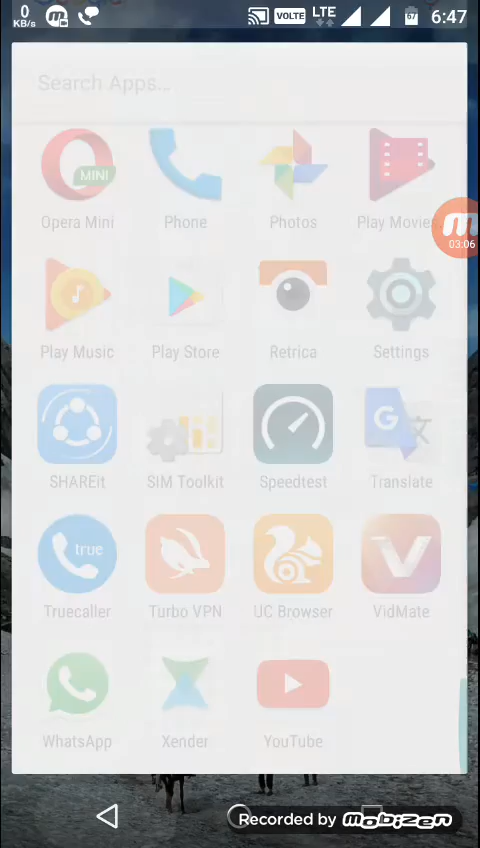 0
KB/s
VOLTE
LTE
67
6:47
Search Apps...
MINI
Opera Mini
Phone
Photos
Play Movies
03:06
Play Music
Play Store
Retrica
Settings
G
SHAREit
SIM Toolkit
Speedtest
Translate
true
Truecaller
Turbo VPN
UC Browser
VidMate
WhatsApp
Xender
YouTube
Recorded by mobizen